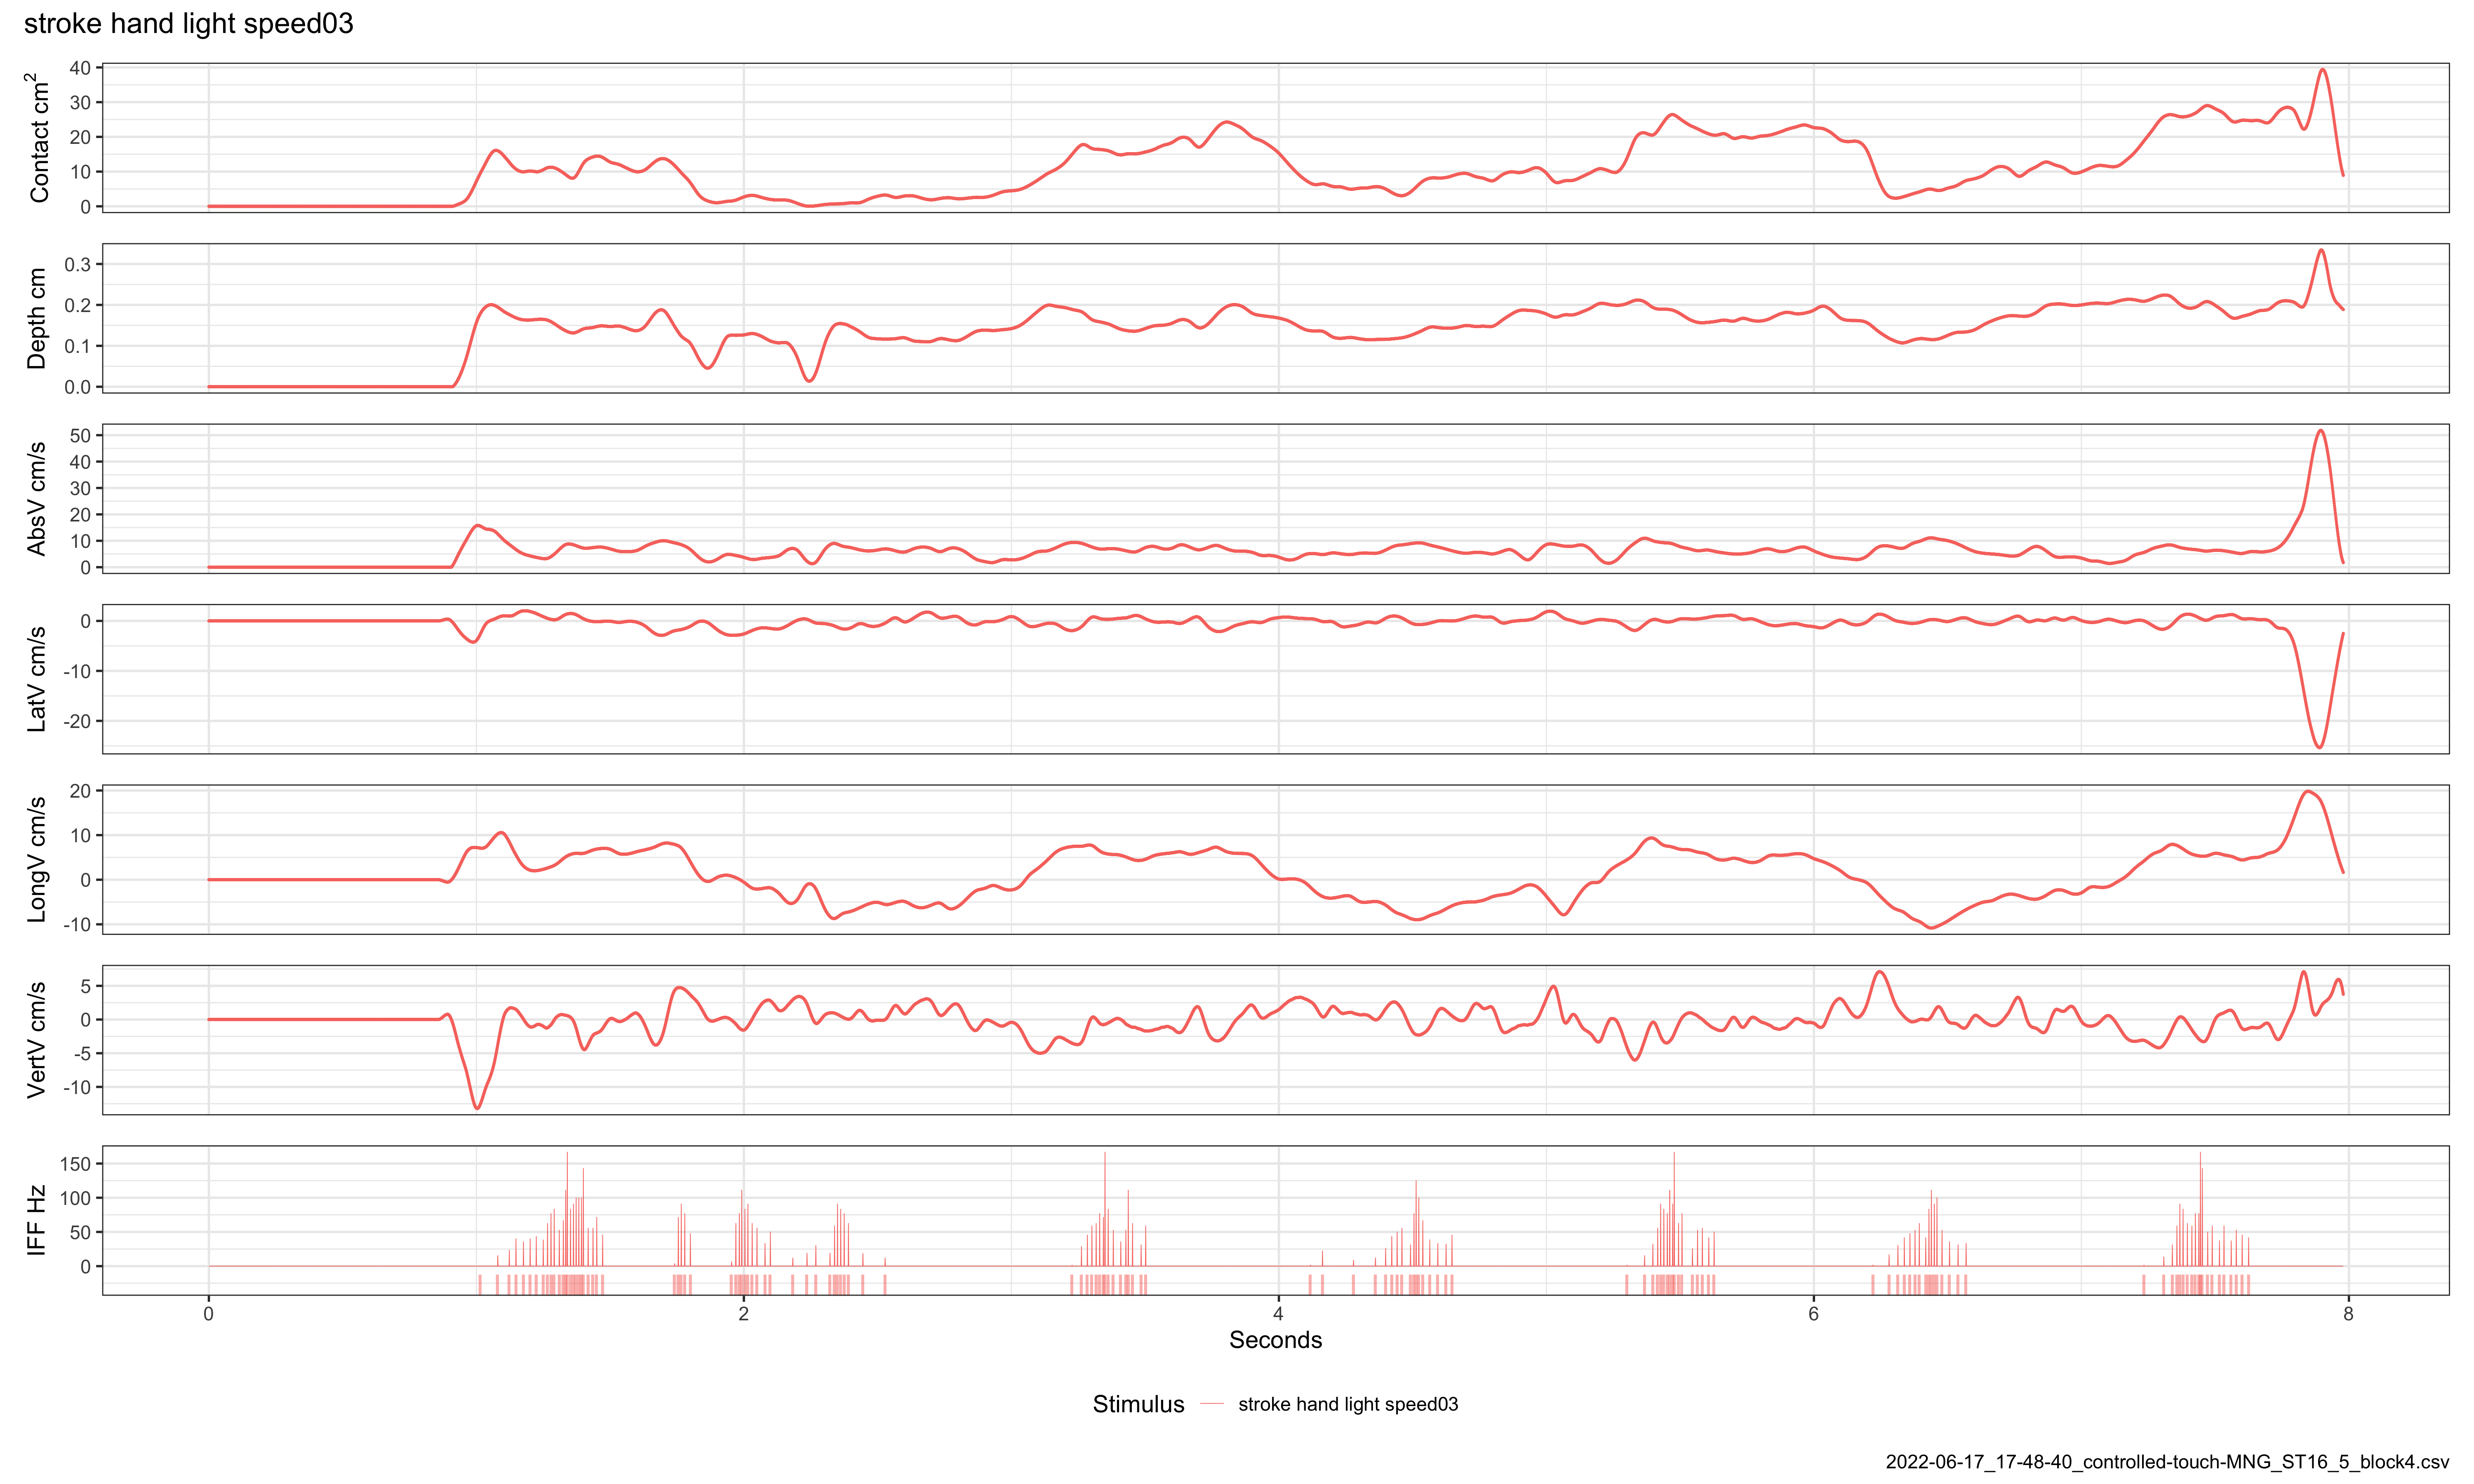 stroke hand light speed03
Contact cm²
40
30
20
10
0
Depth cm
0.3
0.2
0.1
0.0
AbsV cm/s
50
40
30
20
10
0
LatV cm/s
0
-10
-20
LongV cm/s
20
10
0
-10
VertV cm/s
5
0
-5
-10
IFF Hz
150
100
50
0
0 2 4 6 8
Seconds
Stimulus stroke hand light speed03
2022-06-17_17-48-40_controlled-touch-MNG_ST16_5_block4.csv